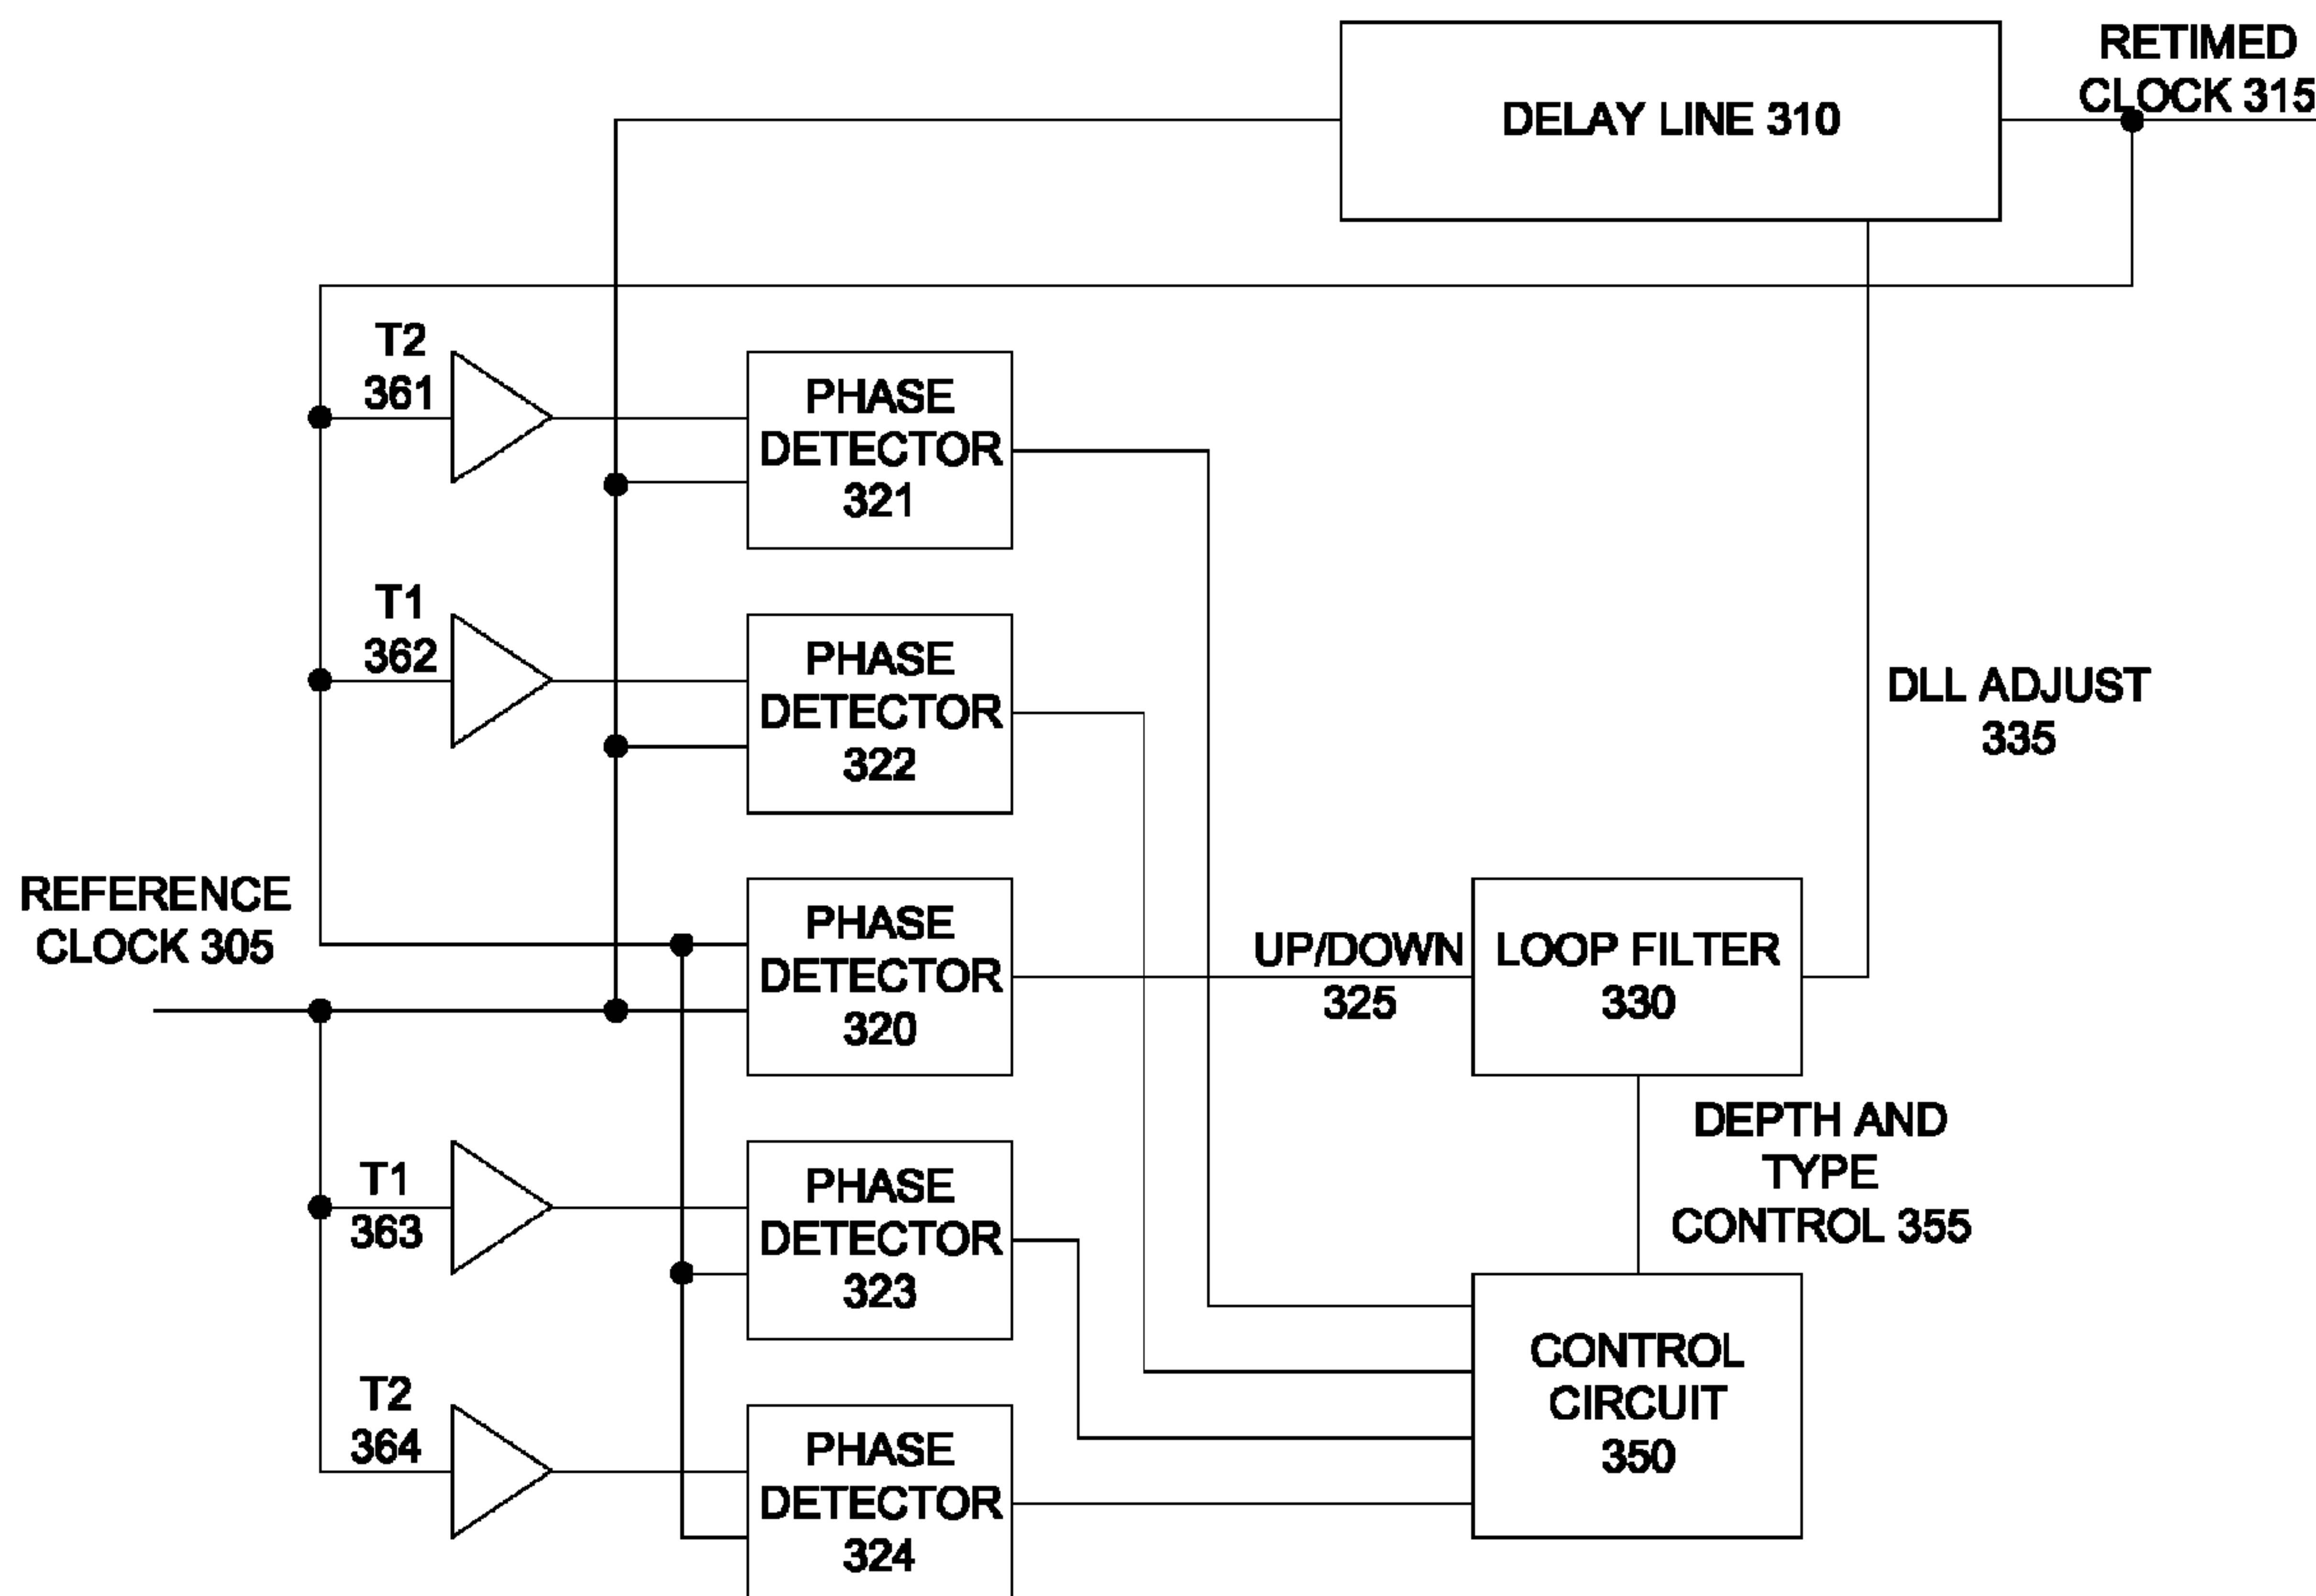 RETIMED
CLOCK 315
DELAY LINE 310
T2
361
PHASE
DETECTOR
321
T1
362
PHASE
DETECTOR
322
DLL ADJUST
335
REFERENCE
CLOCK 305
PHASE
DETECTOR
320
UP/DOWN
325
LOOP FILTER
330
DEPTH AND
TYPE
CONTROL 355
T1
363
PHASE
DETECTOR
323
CONTROL
CIRCUIT
350
T2
364
PHASE
DETECTOR
324